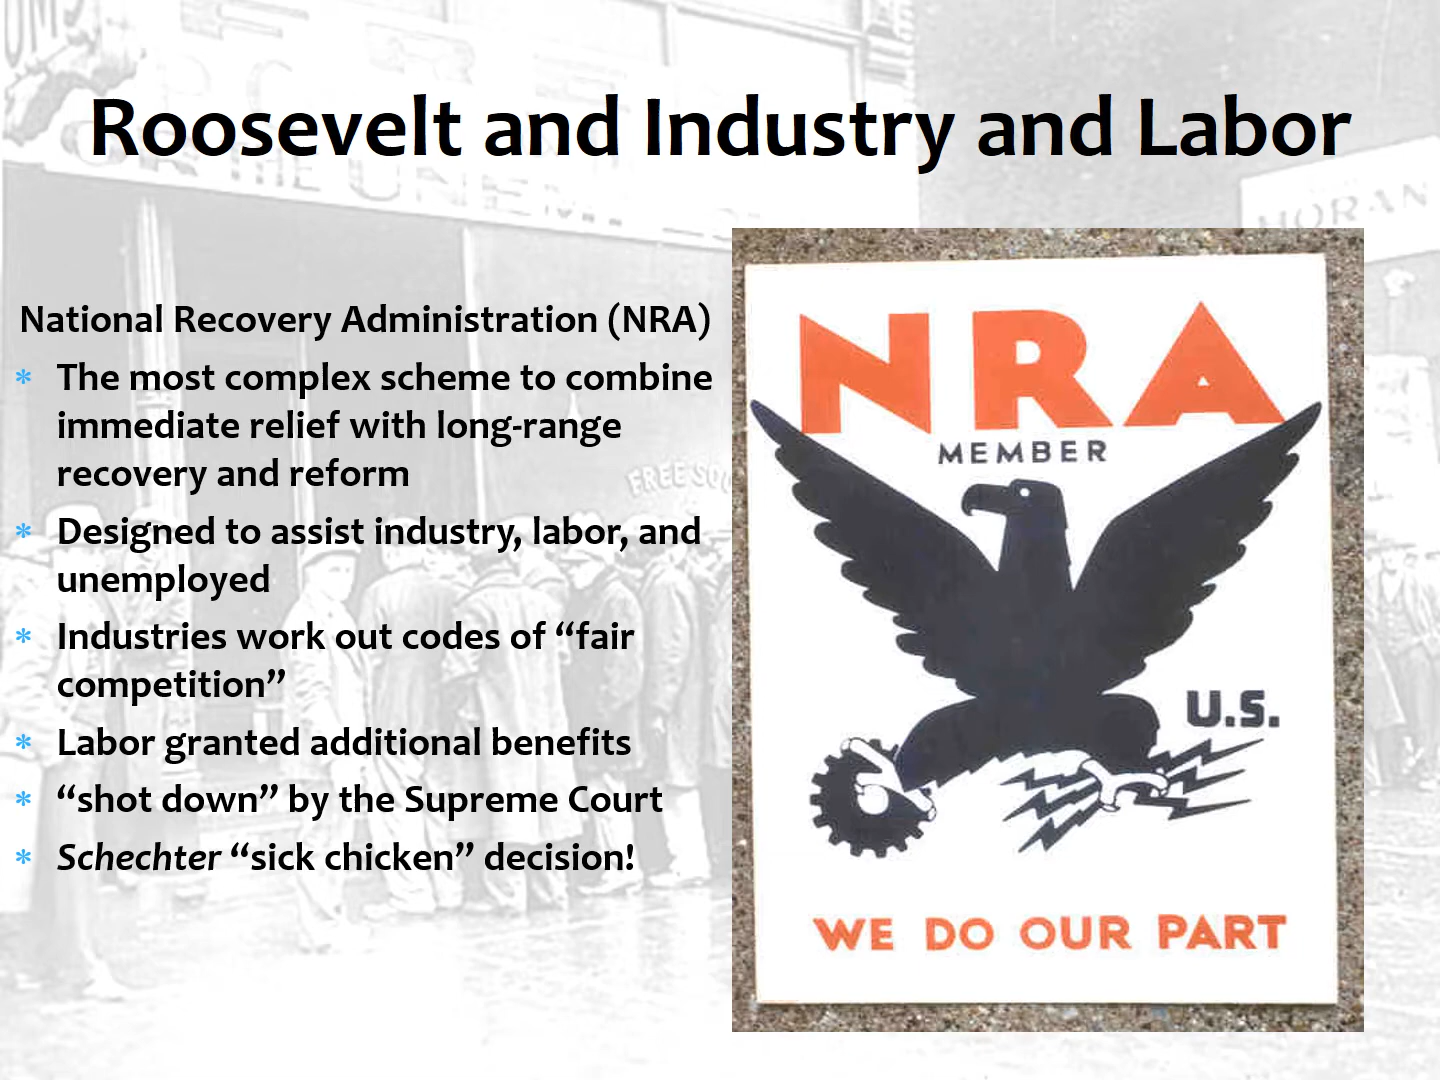 Roosevelt and Industry and Labor
National Recovery Administration (NRA)
* The most complex scheme to combine
immediate relief with long-range
recovery and reform
* Designed to assist industry, labor, and
unemployed
* Industries work out codes of “fair
competition”
* Labor granted additional benefits
* “shot down” by the Supreme Court
* Schechter “sick chicken” decision!
NRA
MEMBER
U.S.
WE DO OUR PART
MORAN
FREE